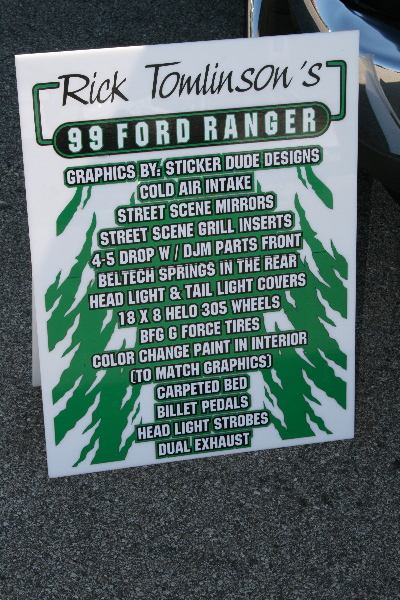 Rick Tomlinson's
99 FORD RANGER
GRAPHICS BY: STICKER DUDE DESIGNS
COLD AIR INTAKE
STREET SCENE MIRRORS
STREET SCENE GRILL INSERTS
4-5 DROP W / DJM PARTS FRONT
BELTECH SPRINGS IN THE REAR
HEAD LIGHT & TAIL LIGHT COVERS
18 X 8 HELO 305 WHEELS
BFG G FORCE TIRES
COLOR CHANGE PAINT IN INTERIOR
(TO MATCH GRAPHICS)
CARPETED BED
BILLET PEDALS
HEAD LIGHT STROBES
DUAL EXHAUST